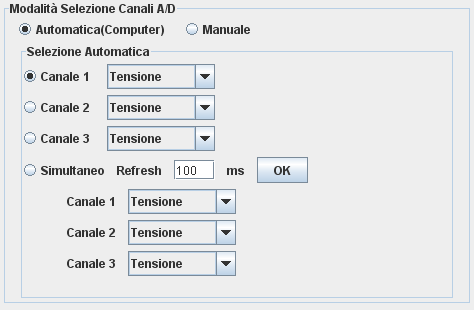 Modalità Selezione Canali A/D
Automatica(Computer) Manuale
Selezione Automatica
Canale 1 Tensione
Canale 2 Tensione
Canale 3 Tensione
Simultaneo Refresh 100 ms OK
Canale 1 Tensione
Canale 2 Tensione
Canale 3 Tensione